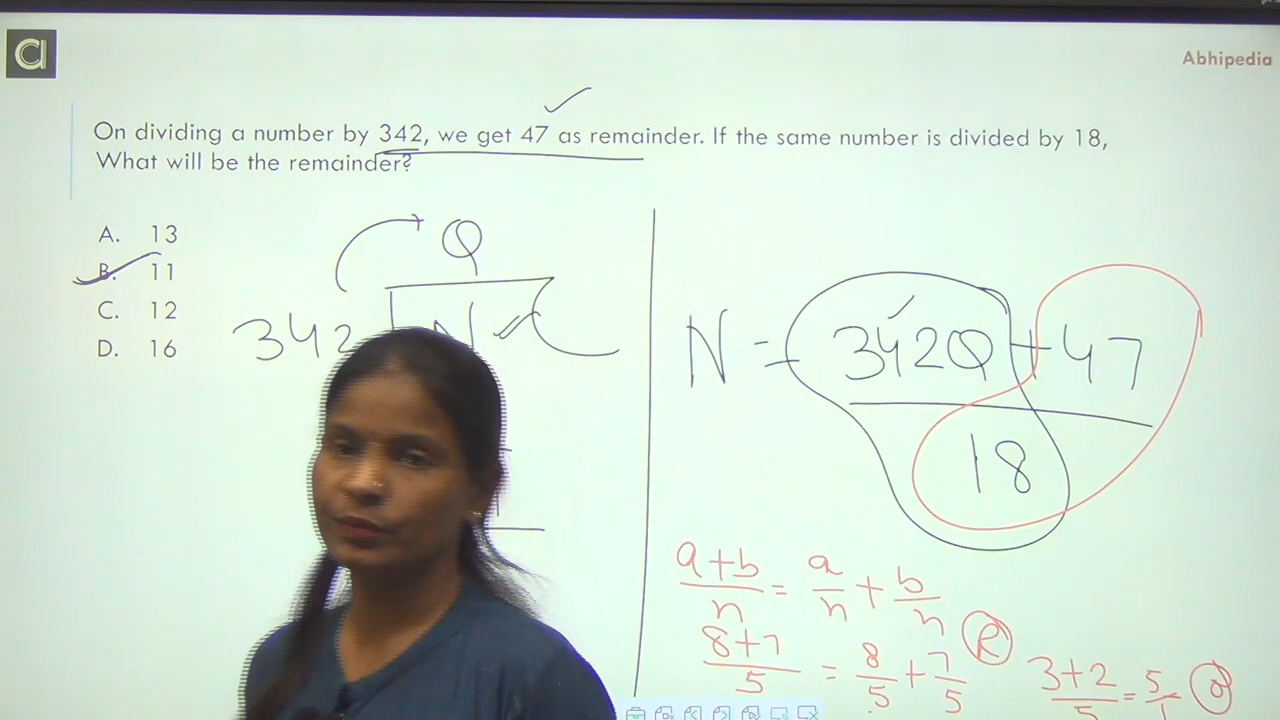 Abhipedia
On dividing a number by 342, we get 47 as remainder. If the same number is divided by 18,
What will be the remainder?
A. 13
B. 11
C. 12
D. 16
Q
342 N
N = 342Q + 47
18
a+b/n = a/n + b/n
R
8+7/5 = 8/5 + 7/5
3+2/5 = 5